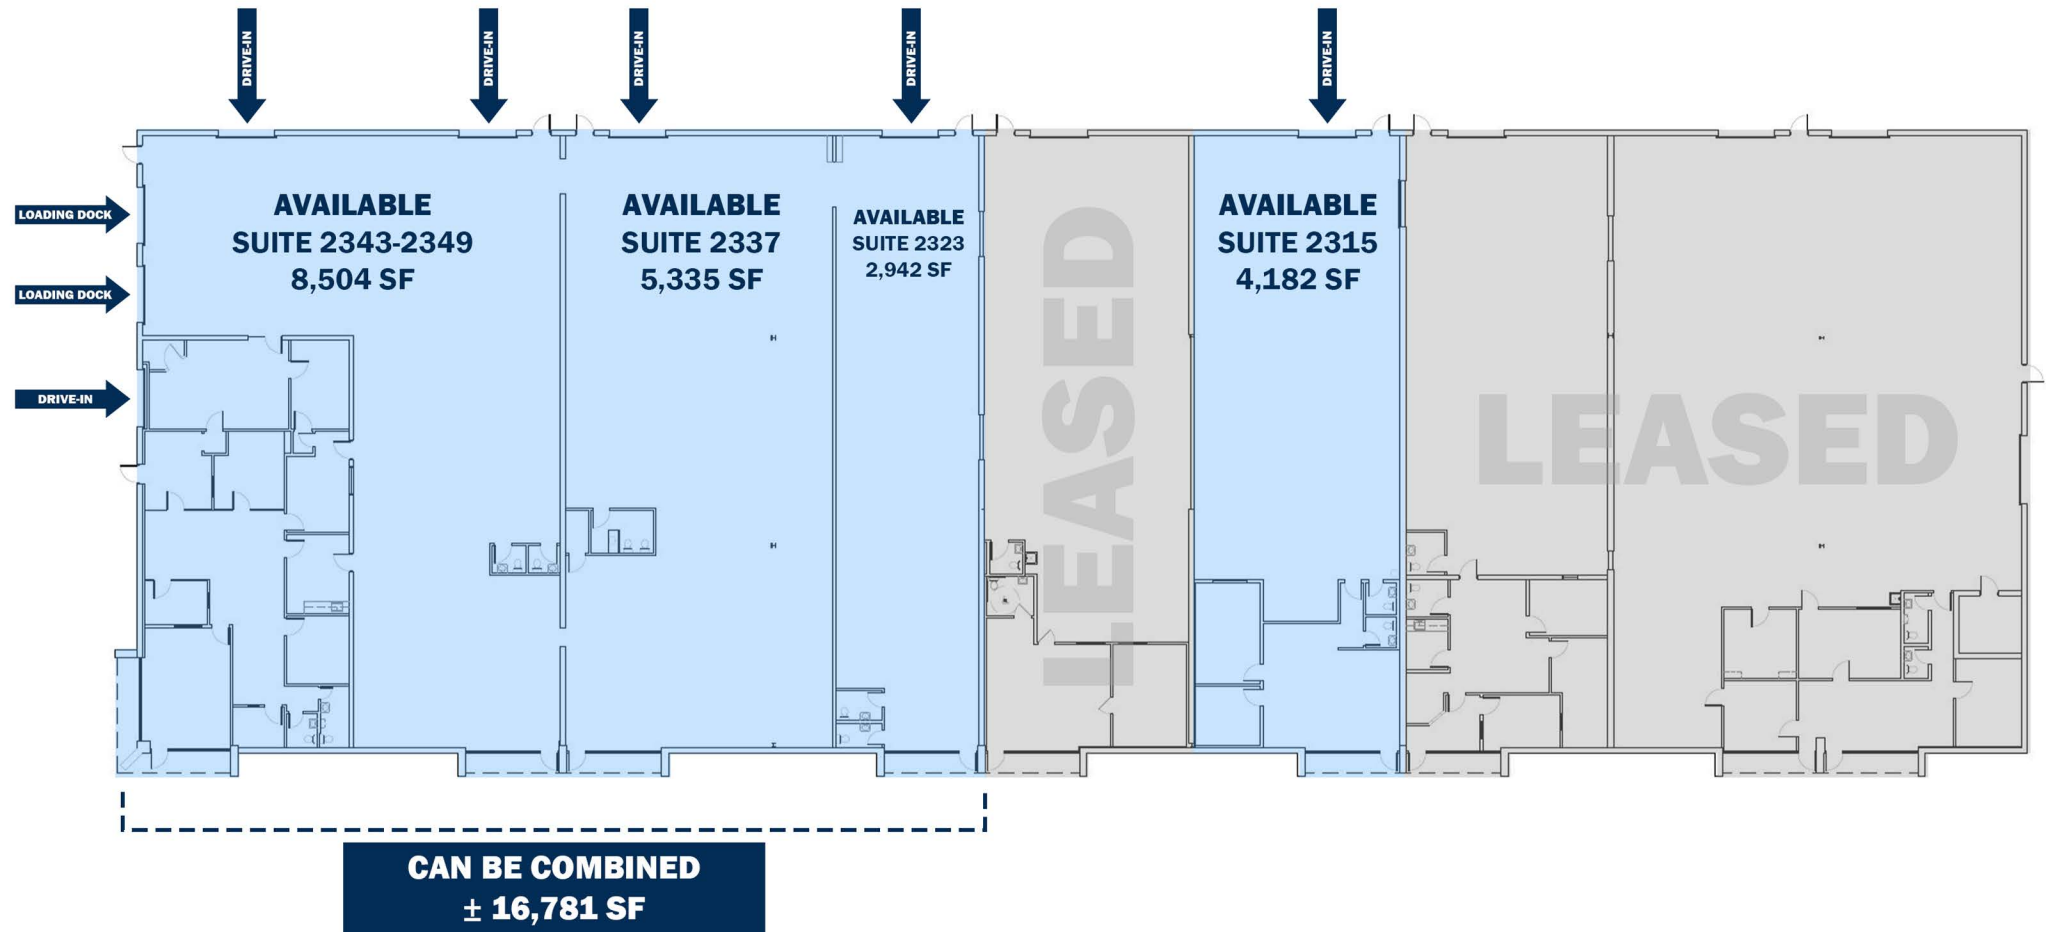 DRIVE-IN
DRIVE-IN
DRIVE-IN
DRIVE-IN
DRIVE-IN
LOADING DOCK
LOADING DOCK
DRIVE-IN
AVAILABLE
SUITE 2343-2349
8,504 SF
AVAILABLE
SUITE 2337
5,335 SF
AVAILABLE
SUITE 2323
2,942 SF
LEASED
AVAILABLE
SUITE 2315
4,182 SF
LEASED
CAN BE COMBINED
± 16,781 SF